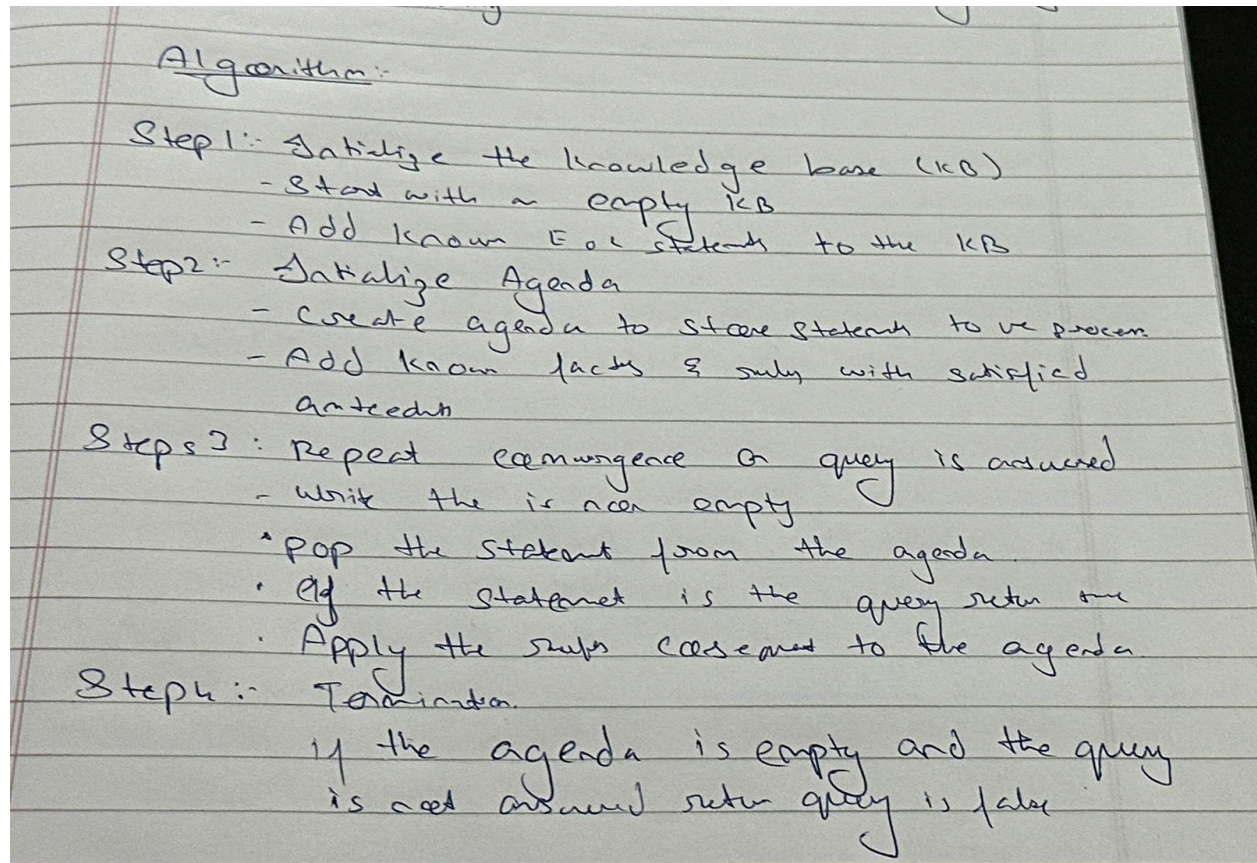 Algorithm:-
Step 1:- Initialize the knowledge base (KB)
- Start with an empty KB
- Add known FOL statements to the KB
Step2:- Initialize Agenda
- Create agenda to store statements to be process.
- Add known facts & rules with satisfied
antecedents
Steps 3: Repeat convergence or query is answered
- While the is non empty
• Pop the statement from the agenda.
• If the statement is the query return true
• Apply the rules consequent to the agenda.
Step 4:- Termination.
if the agenda is empty and the query
is not answered return query is false